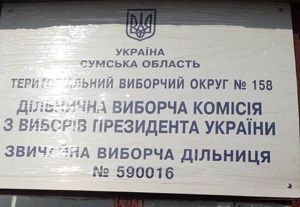 УКРАЇНА
СУМСЬКА ОБЛАСТЬ
ТЕРИТОРІАЛЬНИЙ ВИБОРЧИЙ ОКРУГ № 158
ДІЛЬНИЧНА ВИБОРЧА КОМІСІЯ
З ВИБОРІВ ПРЕЗИДЕНТА УКРАЇНИ
ЗВИЧАЙНА ВИБОРЧА ДІЛЬНИЦЯ
№ 590016